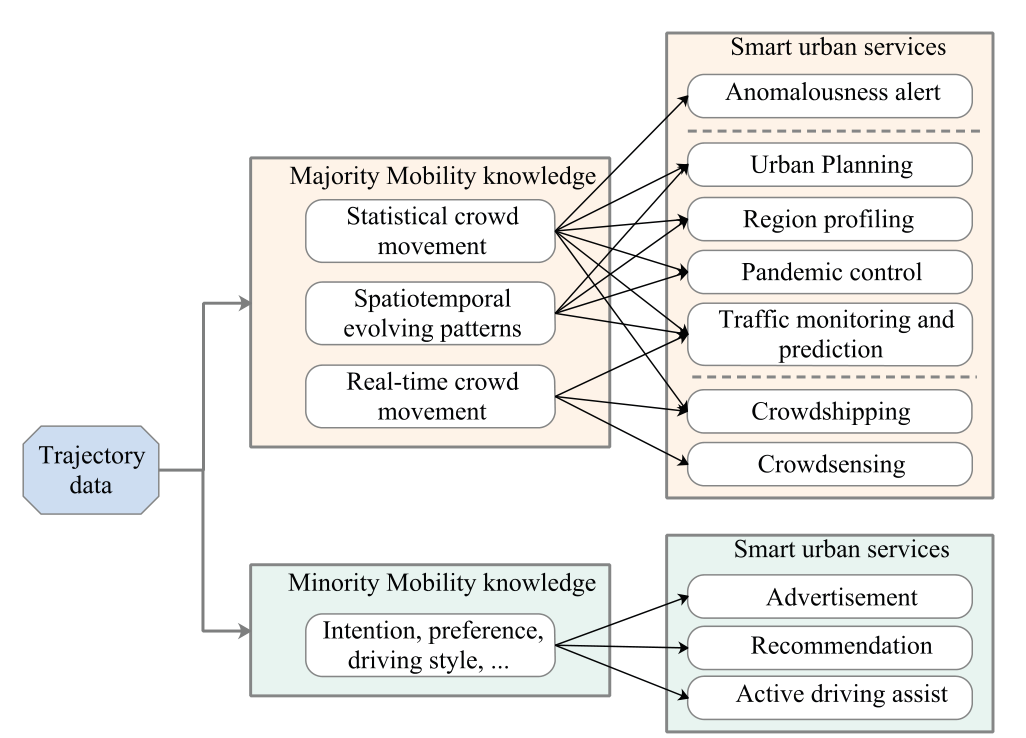 Trajectory
data
Majority Mobility knowledge
Statistical crowd
movement
Spatiotemporal
evolving patterns
Real-time crowd
movement
Smart urban services
Anomalousness alert
Urban Planning
Region profiling
Pandemic control
Traffic monitoring and
prediction
Crowdshipping
Crowdsensing
Minority Mobility knowledge
Intention, preference,
driving style, ...
Smart urban services
Advertisement
Recommendation
Active driving assist